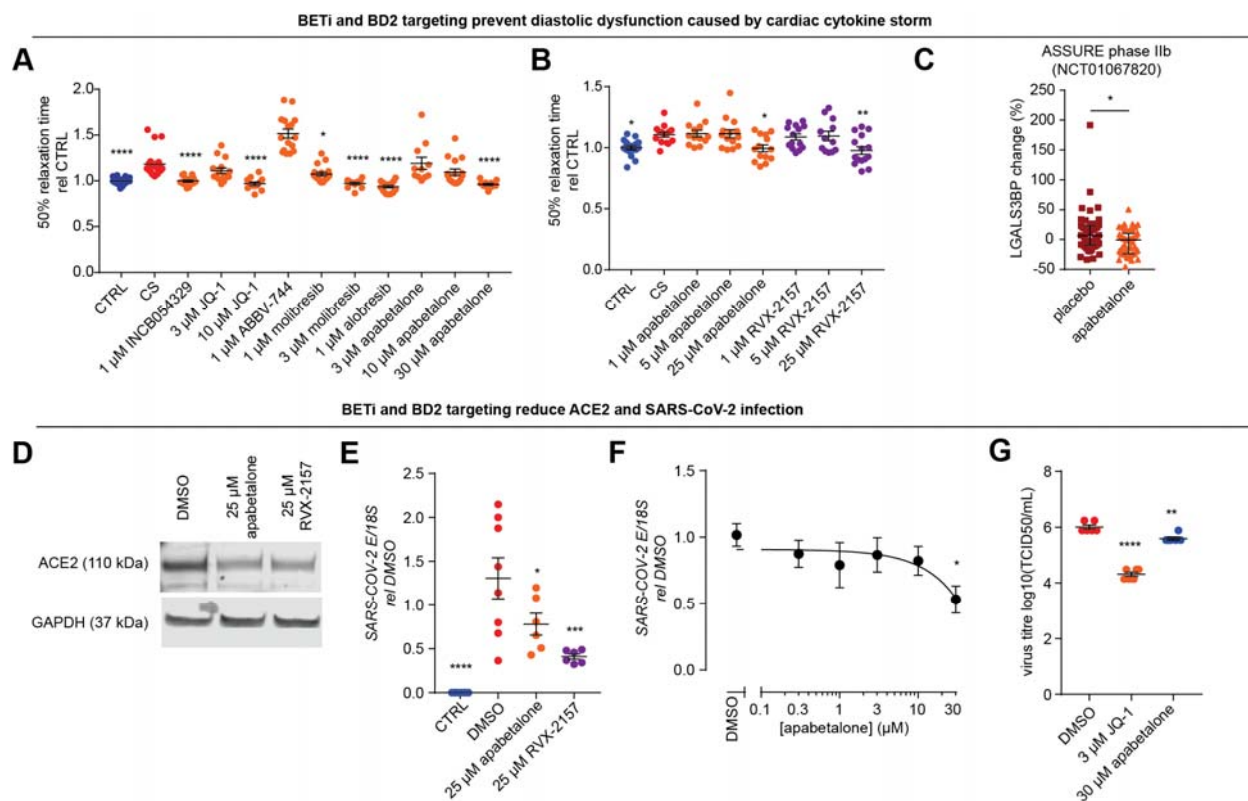 BETi and BD2 targeting prevent diastolic dysfunction caused by cardiac cytokine storm
A
50% relaxation time
rel CTRL
2.0
1.5
1.0
0.5
0.0
****
****
****
*
****
****
****
CTRL
CS
1 µM INCB054329
3 µM JQ-1
10 µM JQ-1
1 µM ABBV-744
1 µM molibresib
3 µM molibresib
1 µM alobresib
3 µM apabetalone
10 µM apabetalone
30 µM apabetalone
B
50% relaxation time
rel CTRL
1.5
1.0
0.5
0.0
*
*
**
CTRL
CS
1 µM apabetalone
5 µM apabetalone
25 µM apabetalone
1 µM RVX-2157
5 µM RVX-2157
25 µM RVX-2157
C
ASSURE phase IIb
(NCT01067820)
LGALS3BP change (%)
250
200
150
100
50
0
-50
*
placebo
apabetalone
BETi and BD2 targeting reduce ACE2 and SARS-CoV-2 infection
D
DMSO
25 µM
apabetalone
25 µM
RVX-2157
ACE2 (110 kDa)
GAPDH (37 kDa)
E
SARS-COV-2 E/18S
rel DMSO
2.5
2.0
1.5
1.0
0.5
0.0
****
*
***
CTRL
DMSO
25 µM apabetalone
25 µM RVX-2157
F
SARS-COV-2 E/18S
rel DMSO
1.5
1.0
0.5
0.0
*
DMSO
0.1
0.3
1
3
10
30
[apabetalone] (µM)
G
virus titre log10(TCID50/mL)
10
8
6
4
2
0
****
**
DMSO
3 µM JQ-1
30 µM apabetalone